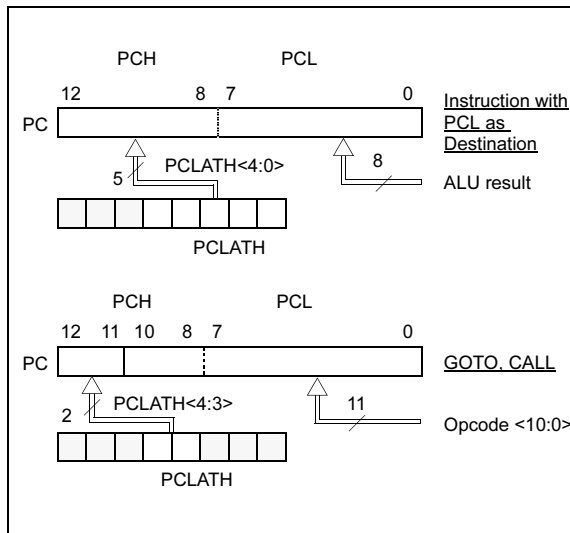 PCH PCL
12 8 7 0
PC
Instruction with
PCL as
Destination
5 PCLATH<4:0> 8
ALU result
PCLATH
PCH PCL
12 11 10 8 7 0
PC
GOTO, CALL
2 PCLATH<4:3> 11
Opcode <10:0>
PCLATH